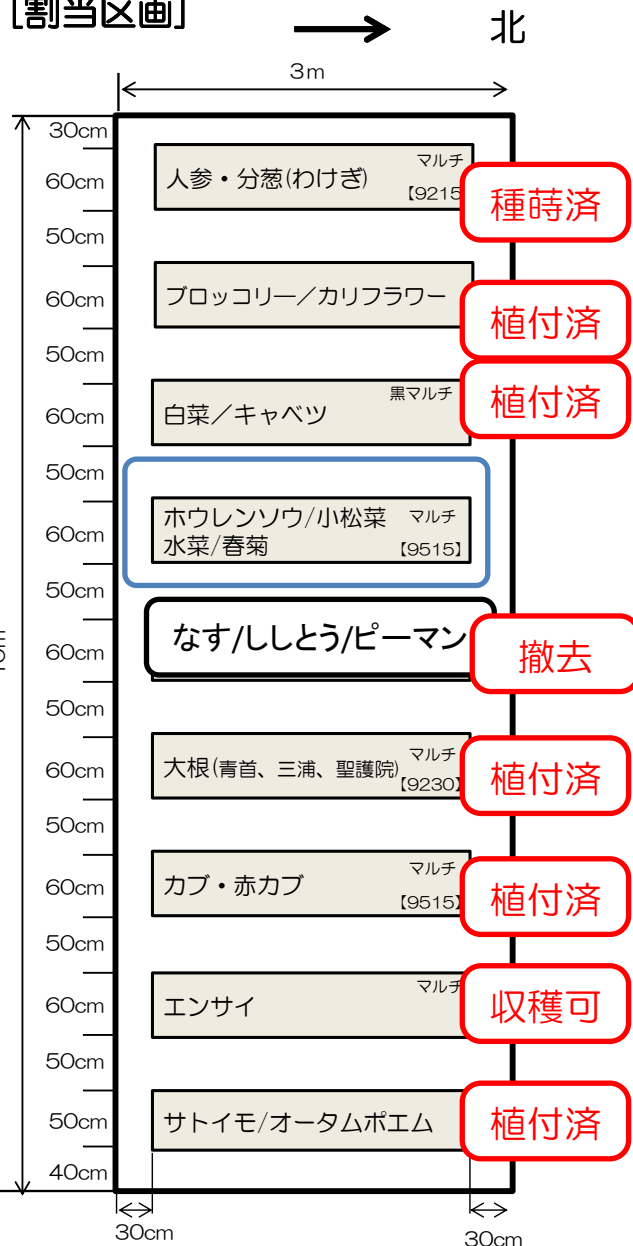 [割当区画]
北
3m
30cm
60cm
人参・分葱(わけぎ)
マルチ
【9215
種蒔済
50cm
60cm
ブロッコリー/カリフラワー
植付済
50cm
60cm
白菜/キャベツ
黒マルチ
植付済
50cm
60cm
ホウレンソウ/小松菜
マルチ
水菜/春菊
【9515】
50cm
60cm
なす/ししとう/ピーマン
撤去
50cm
60cm
大根(青首、三浦、聖護院)
マルチ
【9230】
植付済
50cm
60cm
カブ・赤カブ
マルチ
【9515】
植付済
50cm
60cm
エンサイ
マルチ
収穫可
50cm
50cm
サトイモ/オータムポエム
植付済
40cm
30cm
30cm